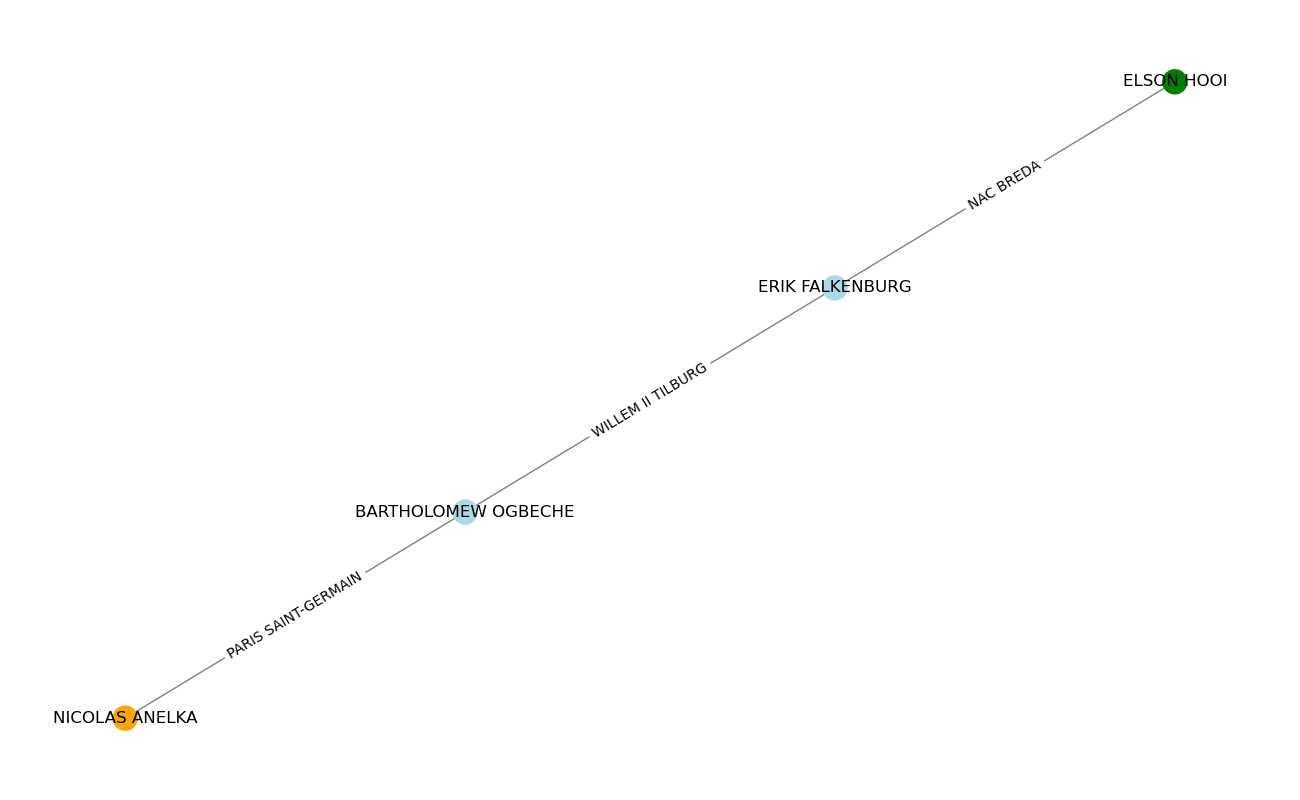 ELSON HOOI
NAC BREDA
ERIK FALKENBURG
WILLEM II TILBURG
BARTHOLOMEW OGBECHE
PARIS SAINT-GERMAIN
NICOLAS ANELKA